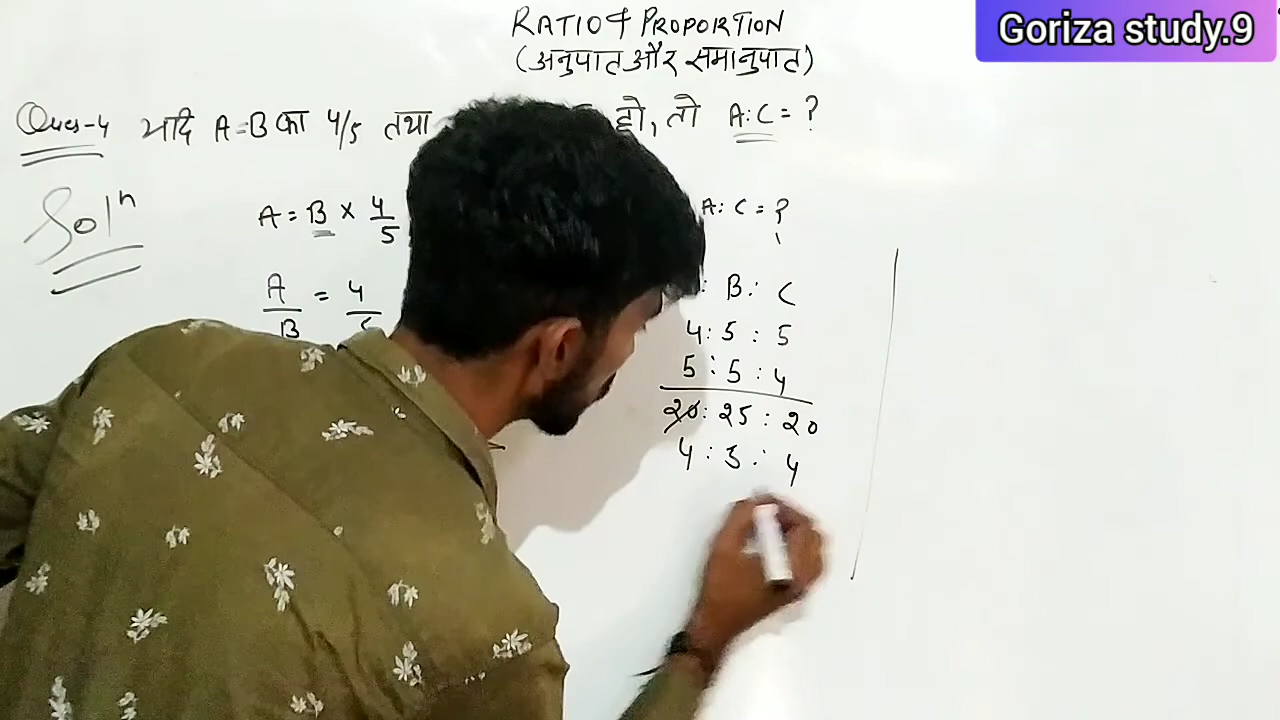 RATIO & PROPORTION
(अनुपात और समानुपात)
Goriza study.9
Ques-4 यदि A=B का 4/5 तथा हो, तो A:C = ?
Solⁿ
A = B × 4/5
A:C = ?
A/B = 4/5
: B : C
4 : 5 : 5
5 : 5 : 4
20 : 25 : 20
4 : 5 : 4